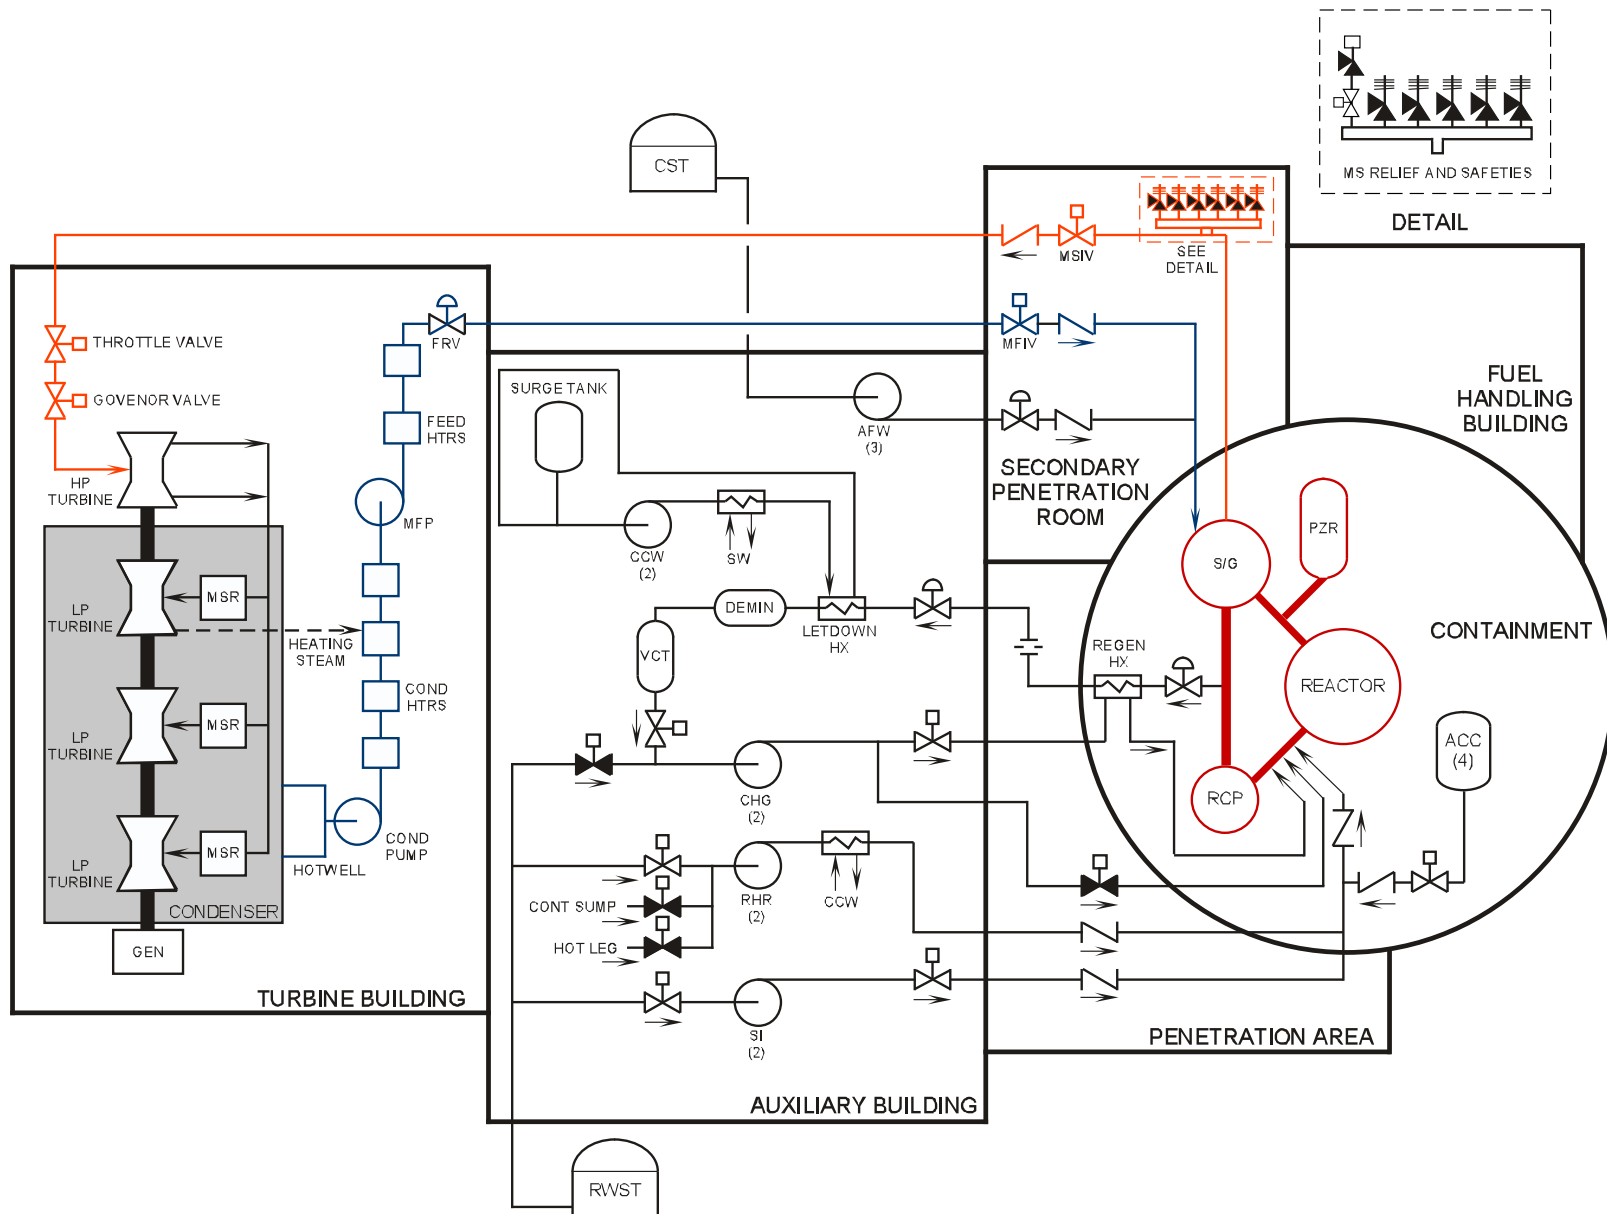 MS RELIEF AND SAFETIES
DETAIL
CST
SEE
DETAIL
MSIV
THROTTLE VALVE
FRV
MFIV
GOVENOR VALVE
SURGE TANK
FUEL
HANDLING
BUILDING
FEED
HTRS
AFW
(3)
HP
TURBINE
SECONDARY
PENETRATION
ROOM
MFP
PZR
CCW
(2)
SW
S/G
MSR
LP
TURBINE
DEMIN
LETDOWN
HX
HEATING
STEAM
CONTAINMENT
VCT
REGEN
HX
REACTOR
COND
HTRS
MSR
LP
TURBINE
ACC
(4)
CHG
(2)
RCP
MSR
COND
PUMP
LP
TURBINE
HOTWELL
CONDENSER
RHR
(2)
CCW
CONT SUMP
HOT LEG
GEN
TURBINE BUILDING
SI
(2)
PENETRATION AREA
AUXILIARY BUILDING
RWST